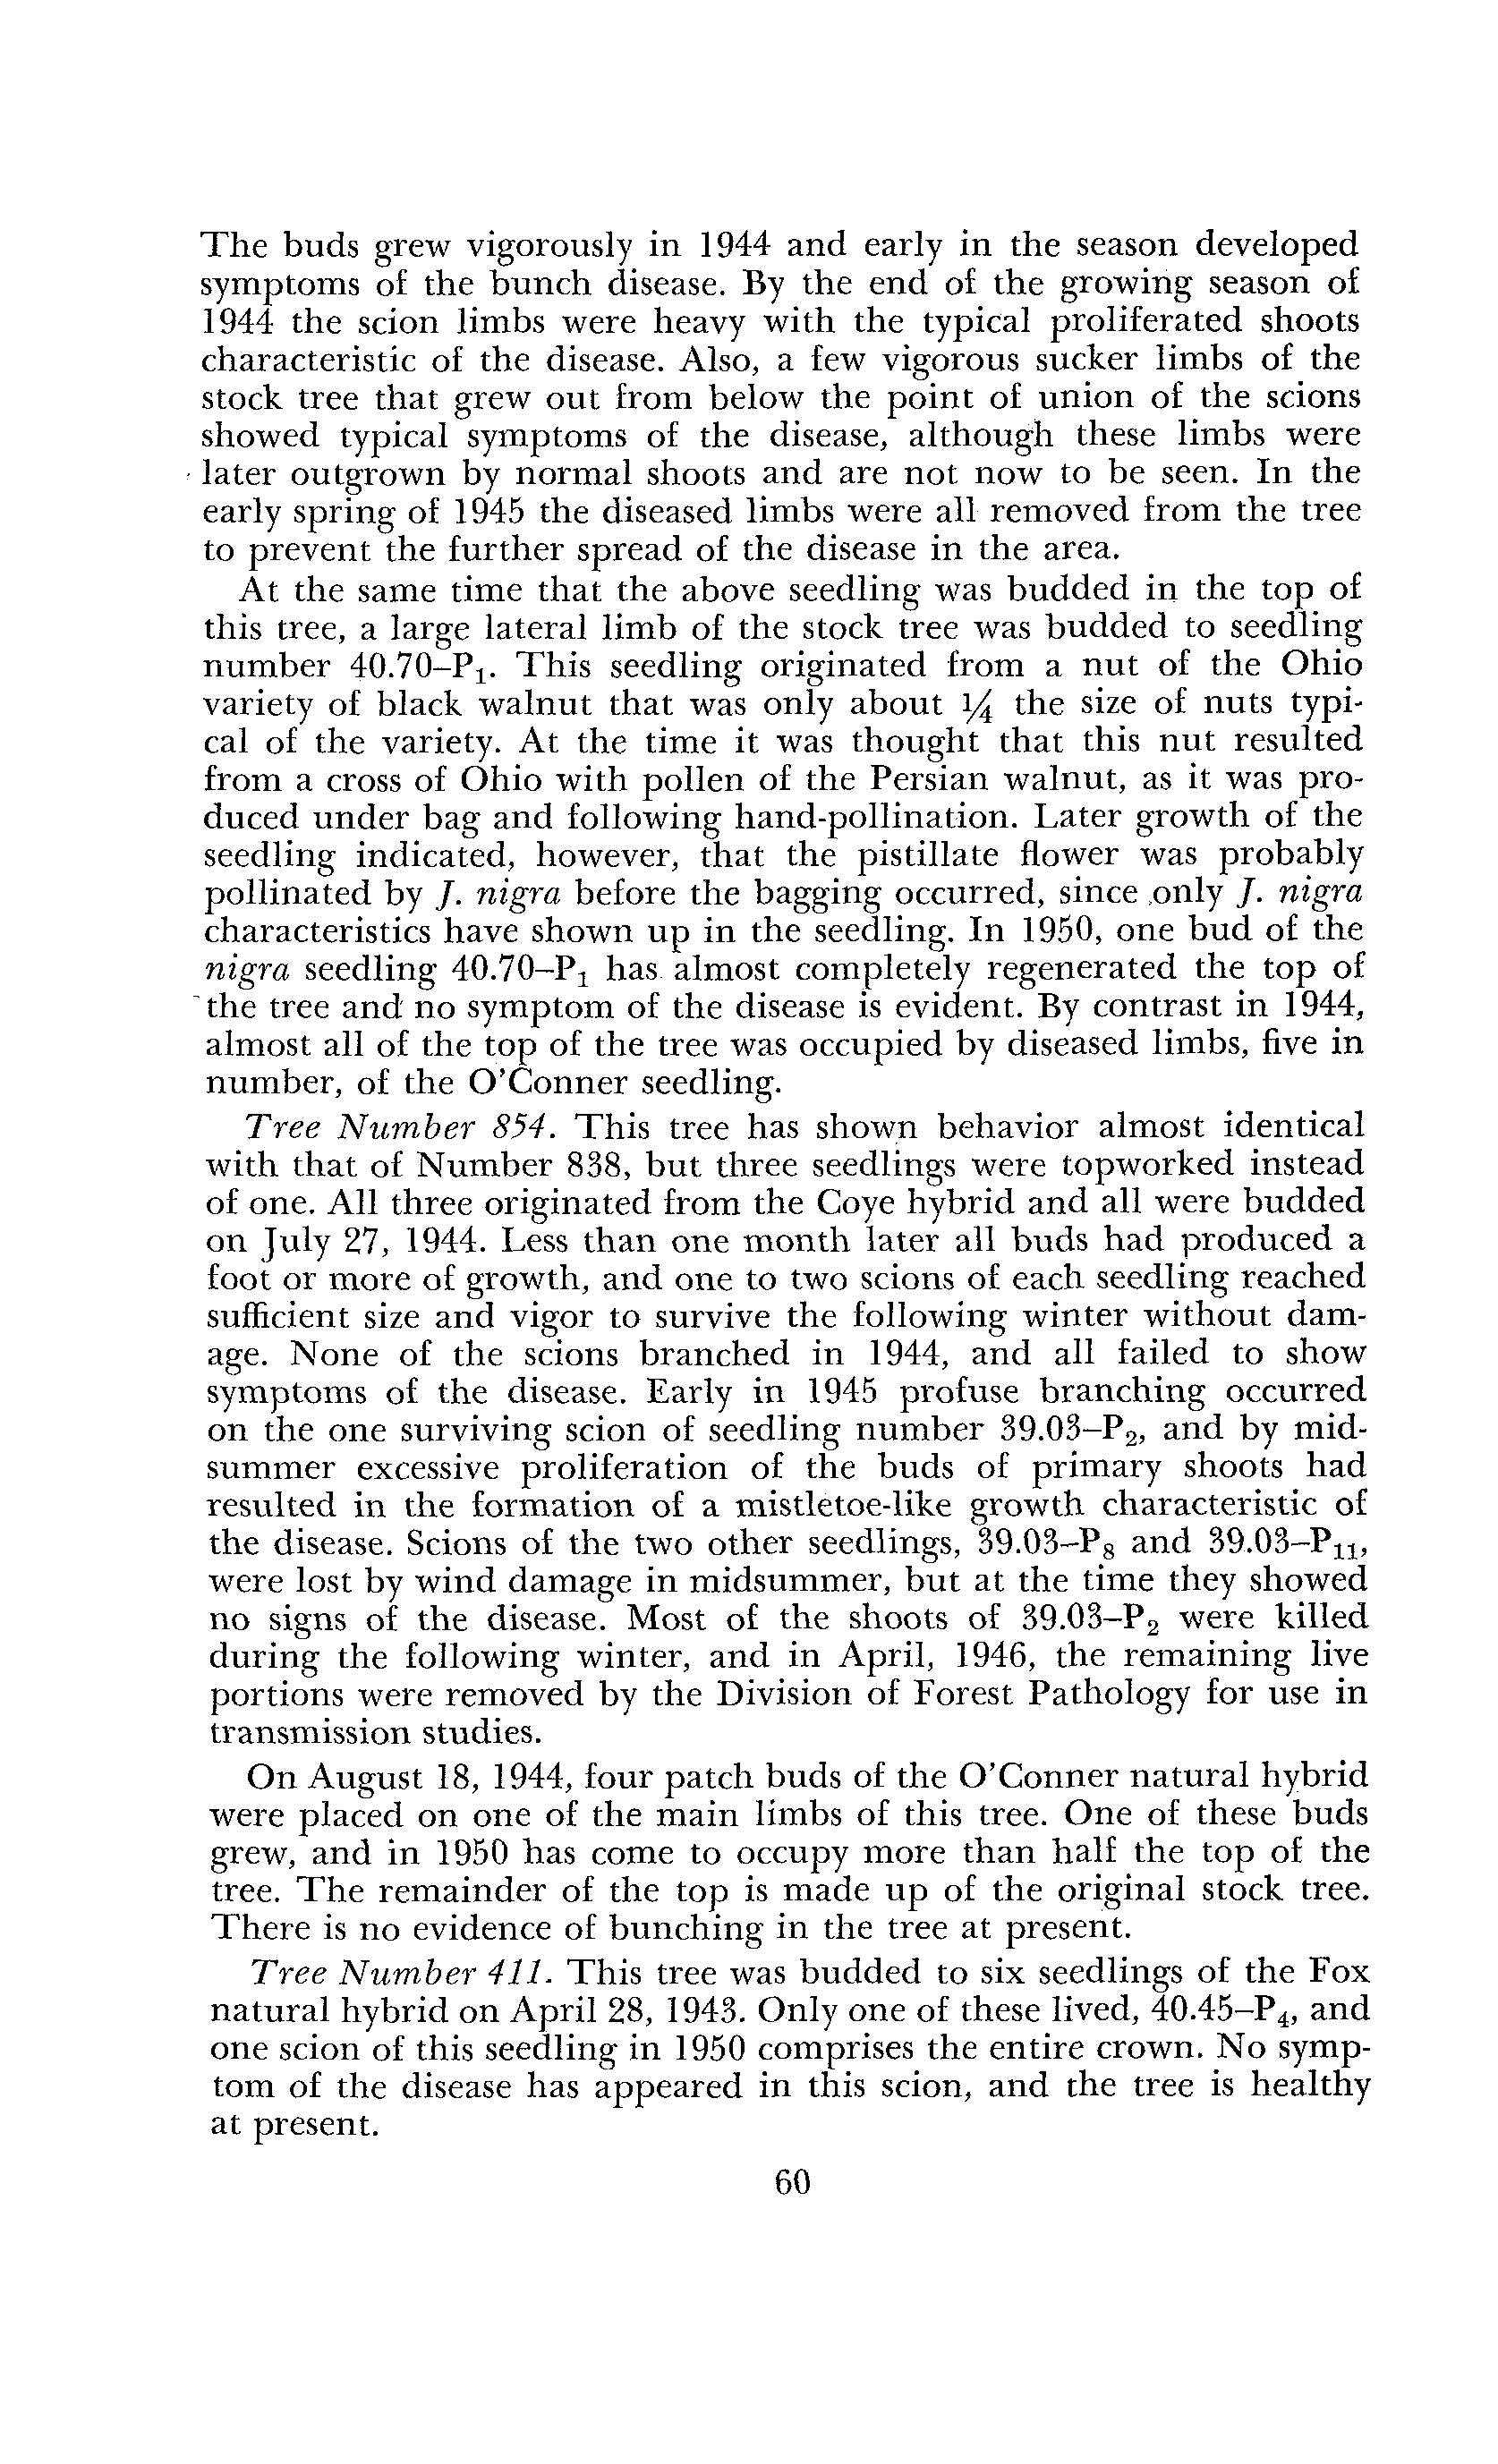 The buds grew vigorously in 1944 and early in the season developed
symptoms of the bunch disease. By the end of the growing season of
1944 the scion limbs were heavy with the typical proliferated shoots
characteristic of the disease. Also, a few vigorous sucker limbs of the
stock tree that grew out from below the point of union of the scions
showed typical symptoms of the disease, although these limbs were
later outgrown by normal shoots and are not now to be seen. In the
early spring of 1945 the diseased limbs were all removed from the tree
to prevent the further spread of the disease in the area.
At the same time that the above seedling was budded in the top of
this tree, a large lateral limb of the stock tree was budded to seedling
number 40.70–P₁. This seedling originated from a nut of the Ohio
variety of black walnut that was only about ¼ the size of nuts typi-
cal of the variety. At the time it was thought that this nut resulted
from a cross of Ohio with pollen of the Persian walnut, as it was pro-
duced under bag and following hand-pollination. Later growth of the
seedling indicated, however, that the pistillate flower was probably
pollinated by J. nigra before the bagging occurred, since only J. nigra
characteristics have shown up in the seedling. In 1950, one bud of the
nigra seedling 40.70–P₁ has almost completely regenerated the top of
the tree and no symptom of the disease is evident. By contrast in 1944,
almost all of the top of the tree was occupied by diseased limbs, five in
number, of the O'Conner seedling.
Tree Number 854. This tree has shown behavior almost identical
with that of Number 838, but three seedlings were topworked instead
of one. All three originated from the Coye hybrid and all were budded
on July 27, 1944. Less than one month later all buds had produced a
foot or more of growth, and one to two scions of each seedling reached
sufficient size and vigor to survive the following winter without dam-
age. None of the scions branched in 1944, and all failed to show
symptoms of the disease. Early in 1945 profuse branching occurred
on the one surviving scion of seedling number 39.03–P₂, and by mid-
summer excessive proliferation of the buds of primary shoots had
resulted in the formation of a mistletoe-like growth characteristic of
the disease. Scions of the two other seedlings, 39.03–P₈ and 39.03–P₁₁,
were lost by wind damage in midsummer, but at the time they showed
no signs of the disease. Most of the shoots of 39.03–P₂ were killed
during the following winter, and in April, 1946, the remaining live
portions were removed by the Division of Forest Pathology for use in
transmission studies.
On August 18, 1944, four patch buds of the O'Conner natural hybrid
were placed on one of the main limbs of this tree. One of these buds
grew, and in 1950 has come to occupy more than half the top of the
tree. The remainder of the top is made up of the original stock tree.
There is no evidence of bunching in the tree at present.
Tree Number 411. This tree was budded to six seedlings of the Fox
natural hybrid on April 28, 1943. Only one of these lived, 40.45–P₄, and
one scion of this seedling in 1950 comprises the entire crown. No symp-
tom of the disease has appeared in this scion, and the tree is healthy
at present.
60